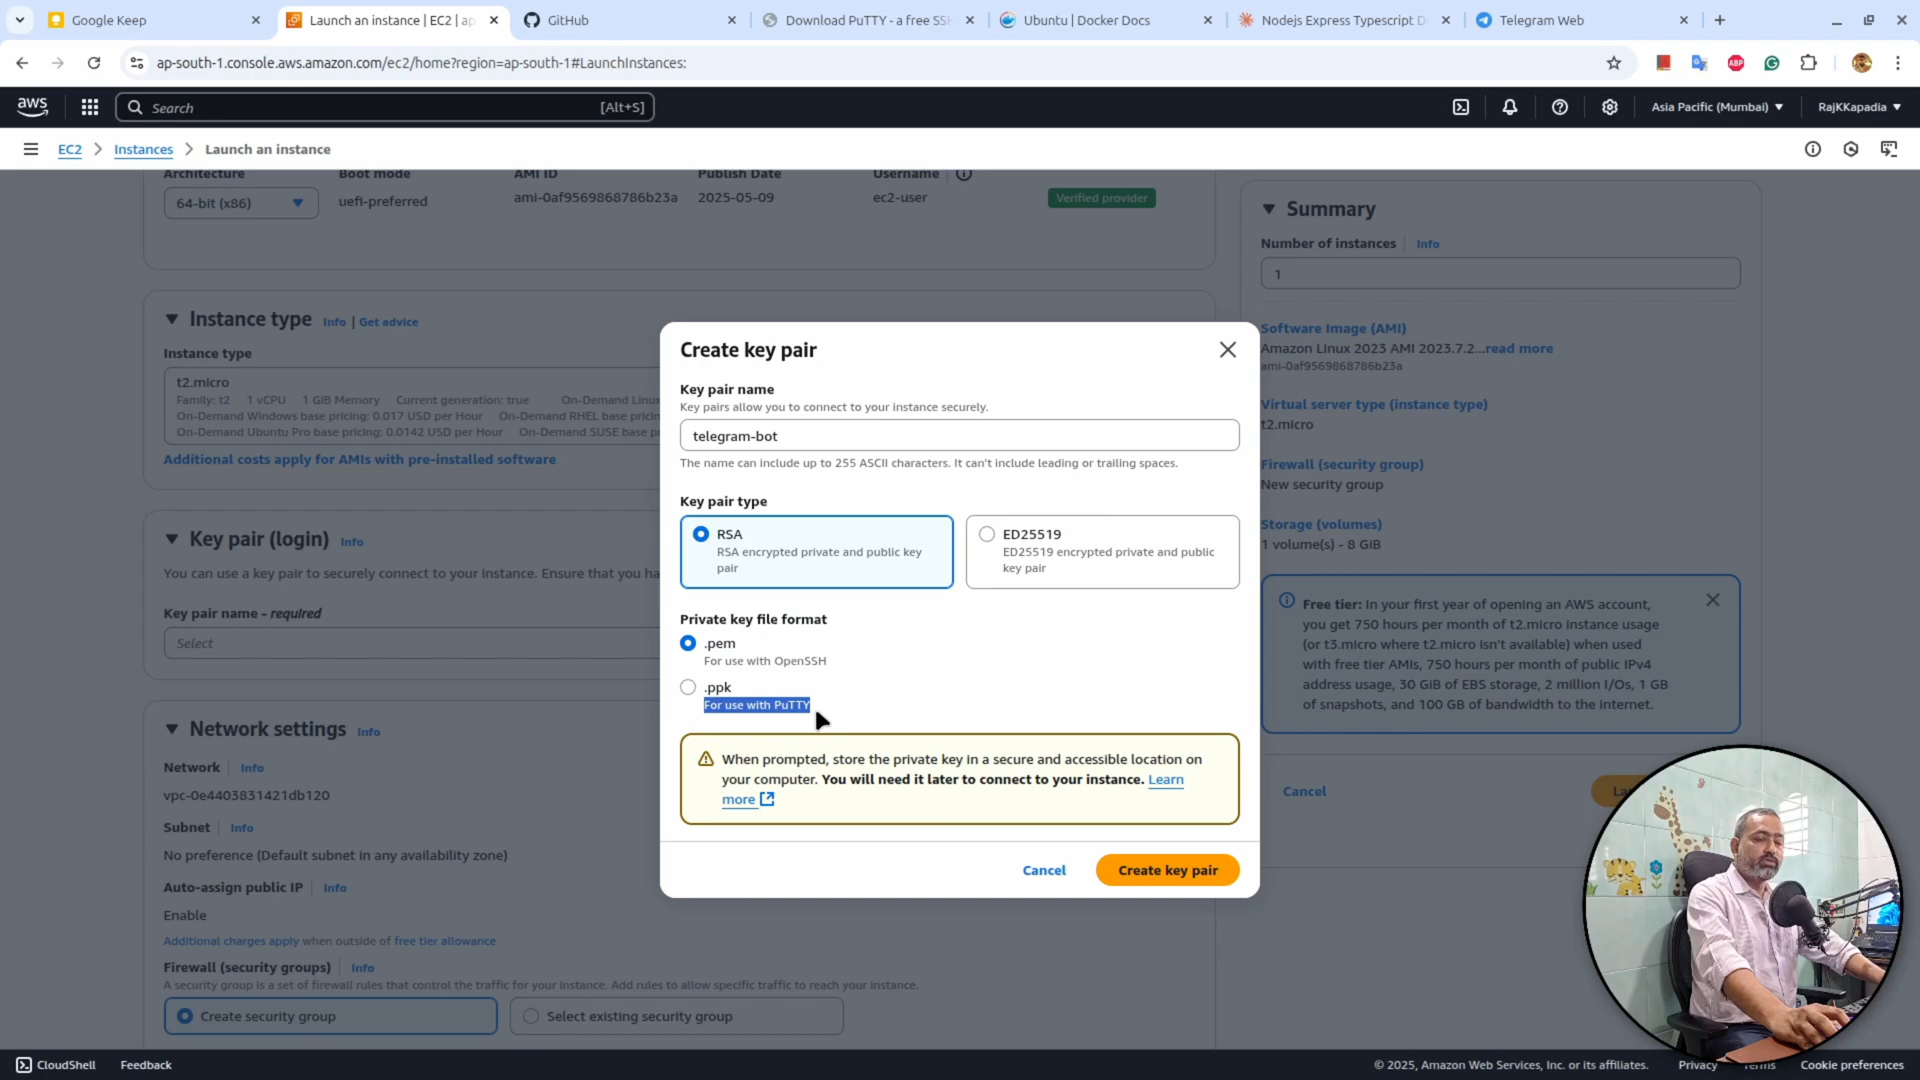 Google Keep
Launch an instance | EC2 | ap
GitHub
Download PuTTY - a free SSH
Ubuntu | Docker Docs
Nodejs Express Typescript D
Telegram Web
ap-south-1.console.aws.amazon.com/ec2/home?region=ap-south-1#LaunchInstances:
ABP
aws
Search
[Alt+S]
Asia Pacific (Mumbai)
RajKKapadia
EC2
Instances
Launch an instance
Architecture
Boot mode
AMI ID
Publish Date
Username
64-bit (x86)
uefi-preferred
ami-0af9569868786b23a
2025-05-09
ec2-user
Verified provider
Instance type
Info | Get advice
Instance type
t2.micro
Family: t2 1 vCPU 1 GiB Memory Current generation: true On-Demand Linux
On-Demand Windows base pricing: 0.017 USD per Hour On-Demand RHEL base pricin
On-Demand Ubuntu Pro base pricing: 0.0142 USD per Hour On-Demand SUSE base p
Additional costs apply for AMIs with pre-installed software
Key pair (login)
Info
You can use a key pair to securely connect to your instance. Ensure that you ha
Key pair name - required
Select
Network settings
Info
Network
Info
vpc-0e4403831421db120
Subnet
Info
No preference (Default subnet in any availability zone)
Auto-assign public IP
Info
Enable
Additional charges apply when outside of free tier allowance
Firewall (security groups)
Info
A security group is a set of firewall rules that control the traffic for your instance. Add rules to allow specific traffic to reach your instance.
Create security group
Select existing security group
Create key pair
Key pair name
Key pairs allow you to connect to your instance securely.
telegram-bot
The name can include up to 255 ASCII characters. It can't include leading or trailing spaces.
Key pair type
RSA
RSA encrypted private and public key
pair
ED25519
ED25519 encrypted private and public
key pair
Private key file format
.pem
For use with OpenSSH
.ppk
For use with PuTTY
When prompted, store the private key in a secure and accessible location on
your computer. You will need it later to connect to your instance. Learn
more
Cancel
Create key pair
Summary
Number of instances
Info
1
Software Image (AMI)
Amazon Linux 2023 AMI 2023.7.2...read more
ami-0af9569868786b23a
Virtual server type (instance type)
t2.micro
Firewall (security group)
New security group
Storage (volumes)
1 volume(s) - 8 GiB
Free tier: In your first year of opening an AWS account,
you get 750 hours per month of t2.micro instance usage
(or t3.micro where t2.micro isn't available) when used
with free tier AMIs, 750 hours per month of public IPv4
address usage, 30 GiB of EBS storage, 2 million I/Os, 1 GB
of snapshots, and 100 GB of bandwidth to the internet.
Cancel
CloudShell
Feedback
© 2025, Amazon Web Services, Inc. or its affiliates.
Privacy
Terms
Cookie preferences